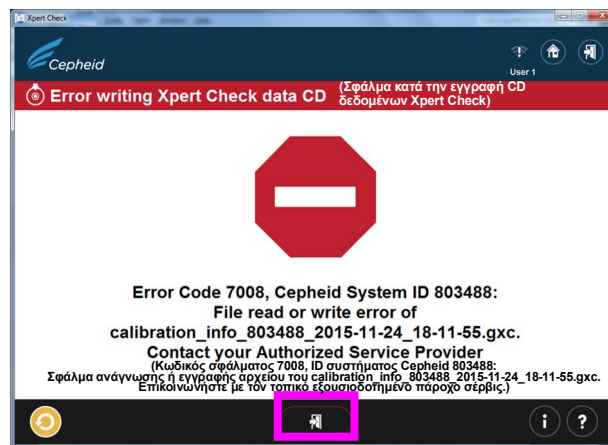 Xpert Check
Cepheid
User 1
Error writing Xpert Check data CD
(Σφάλμα κατά την εγγραφή CD
δεδομένων Xpert Check)
Error Code 7008, Cepheid System ID 803488:
File read or write error of
calibration_info_803488_2015-11-24_18-11-55.gxc.
Contact your Authorized Service Provider
(Κωδικός σφάλματος 7008, ID συστήματος Cepheid 803488:
Σφάλμα ανάγνωσης ή εγγραφής αρχείου του calibration_info_803488_2015-11-24_18-11-55.gxc.
Επικοινωνήστε με τον τοπικό εξουσιοδοτημένο πάροχο σέρβις.)
i ?